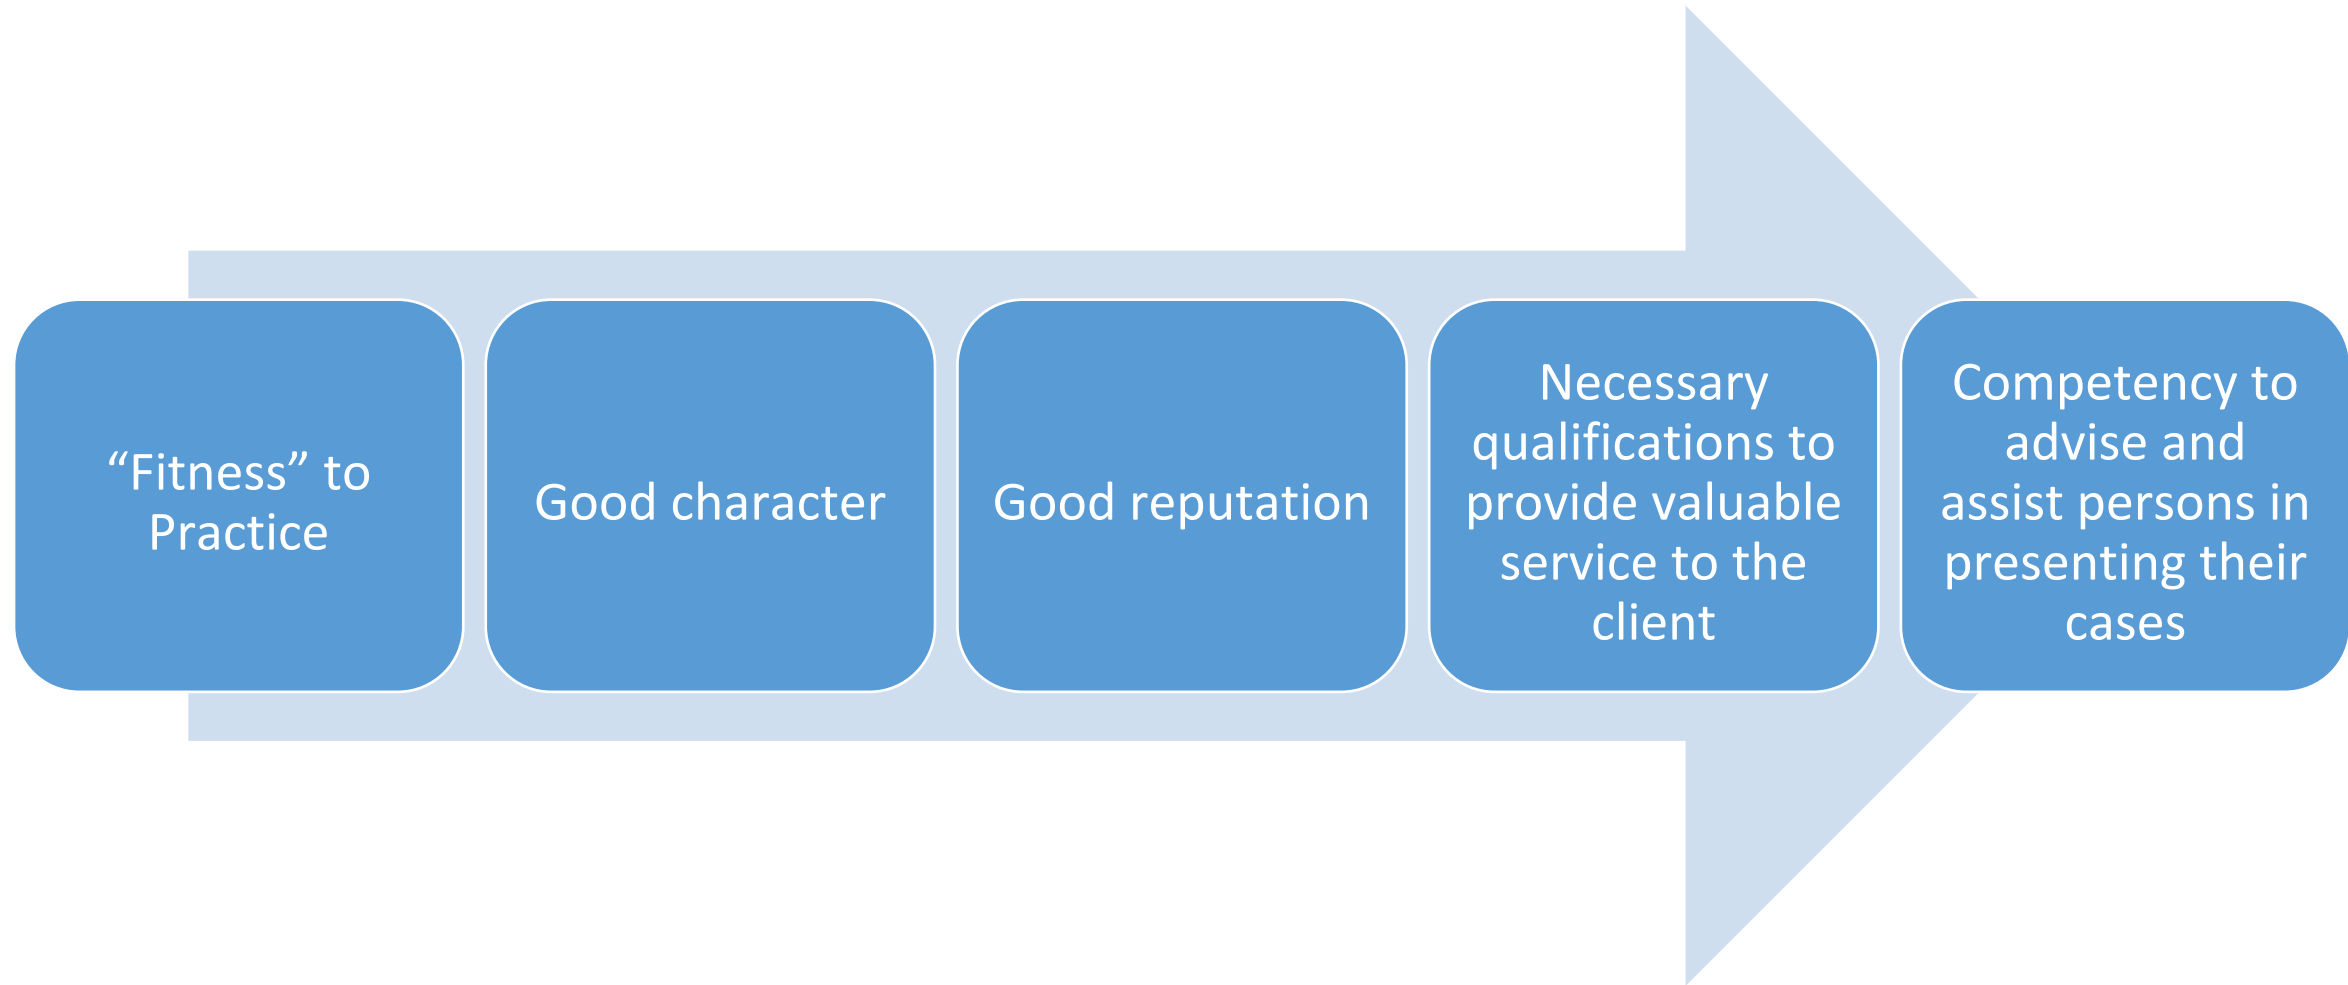 “Fitness” to
Practice
Good character
Good reputation
Necessary
qualifications to
provide valuable
service to the
client
Competency to
advise and
assist persons in
presenting their
cases